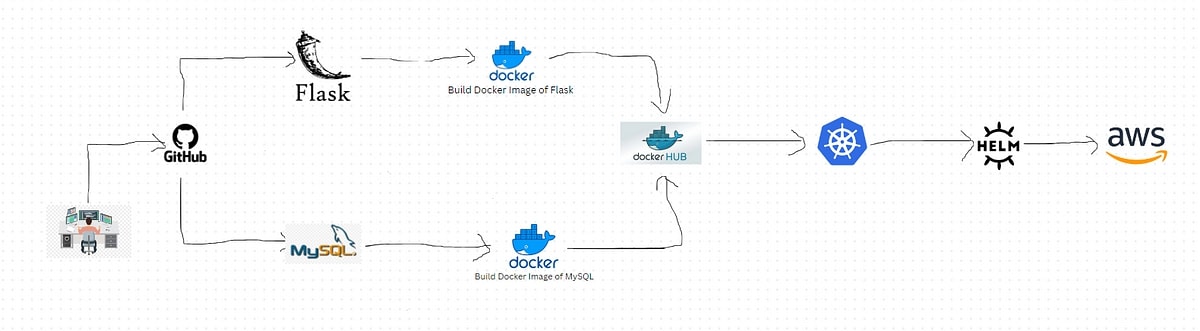 Flask
docker
Build Docker Image of Flask
GitHub
docker HUB
HELM
aws
MySQL
docker
Build Docker Image of MySQL